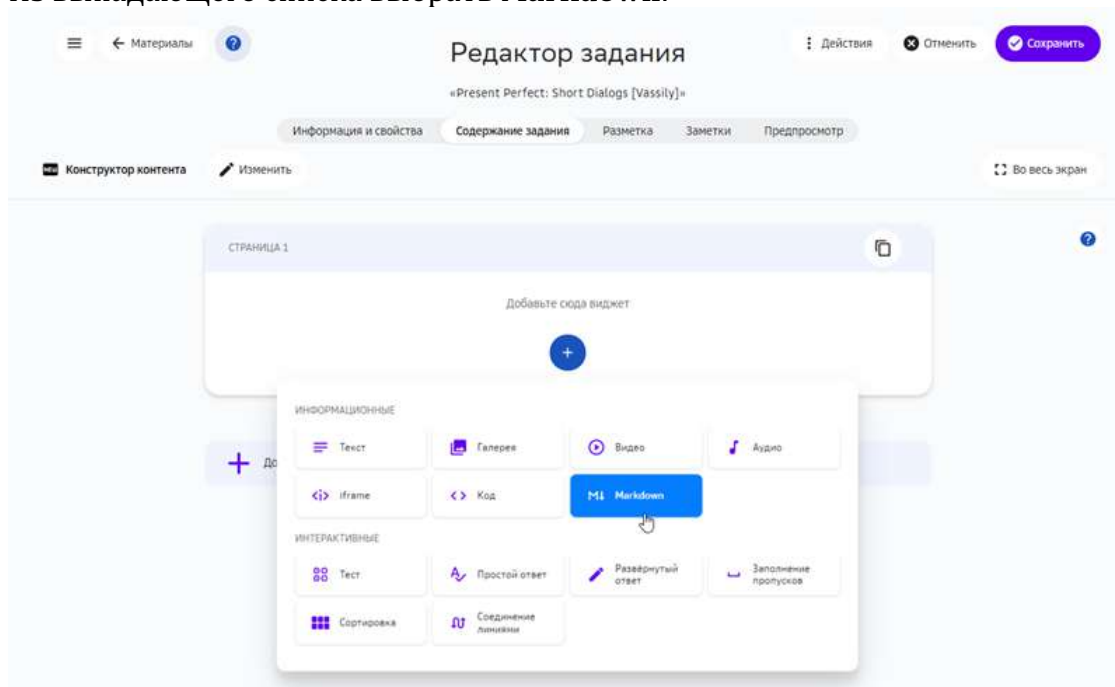 Материалы
Редактор задания
Действия
Отменить
Сохранить
«Present Perfect: Short Dialogs [Vassily]»
Информация и свойства Содержание задания Разметка Заметки Предпросмотр
Конструктор контента Изменить Во весь экран
СТРАНИЦА 1
Добавьте сюда виджет
ИНФОРМАЦИОННЫЕ
Текст Галерея Видео Аудио
iframe Код Markdown
ИНТЕРАКТИВНЫЕ
Тест Простой ответ Развёрнутый ответ Заполнение пропусков
Сортировка Соединение линиями